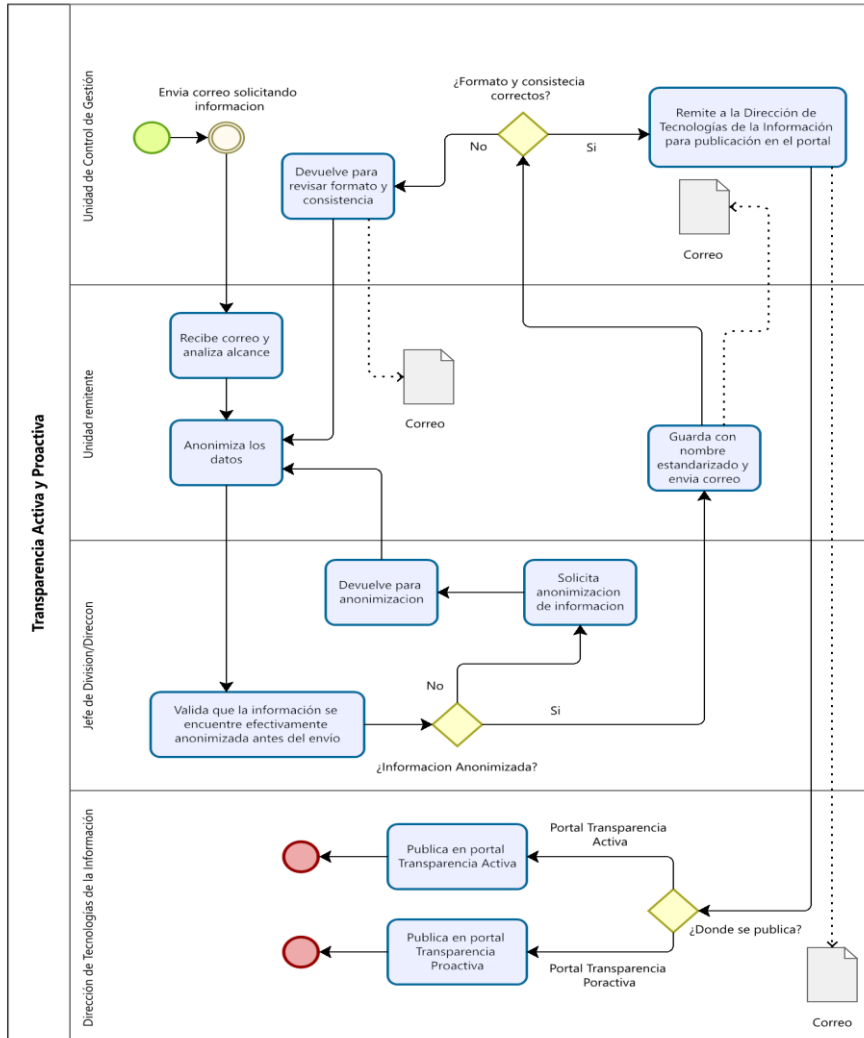 Transparencia Activa y Proactiva
Unidad de Control de Gestión
Envia correo solicitando
informacion
¿Formato y consistecia
correctos?
No
Si
Devuelve para
revisar formato y
consistencia
Remite a la Dirección de
Tecnologías de la Información
para publicación en el portal
Correo
Unidad remitente
Recibe correo y
analiza alcance
Correo
Anonimiza los
datos
Guarda con
nombre
estandarizado y
envia correo
Jefe de Division/Direccon
Devuelve para
anonimizacion
Solicita
anonimizacion
de informacion
Valida que la información se
encuentre efectivamente
anonimizada antes del envío
No
Si
¿Informacion Anonimizada?
Dirección de Tecnologías de la Información
Publica en portal
Transparencia Activa
Portal Transparencia
Activa
¿Donde se publica?
Publica en portal
Transparencia
Proactiva
Portal Transparencia
Poractiva
Correo